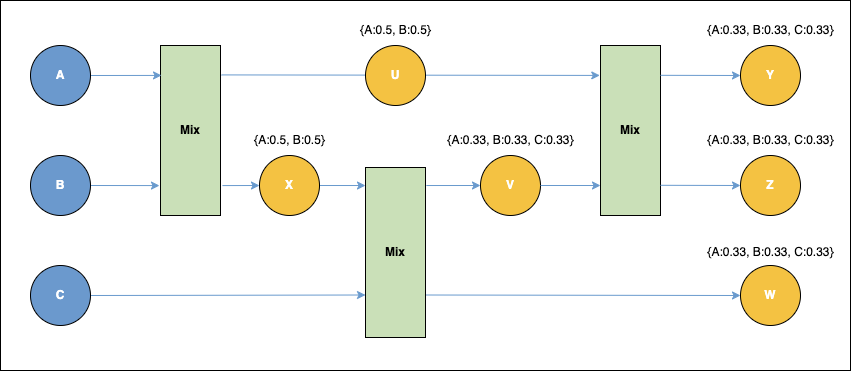 {A:0.5, B:0.5}
{A:0.33, B:0.33, C:0.33}
A
U
Y
Mix
Mix
{A:0.5, B:0.5}
{A:0.33, B:0.33, C:0.33}
{A:0.33, B:0.33, C:0.33}
B
X
V
Z
Mix
{A:0.33, B:0.33, C:0.33}
C
W